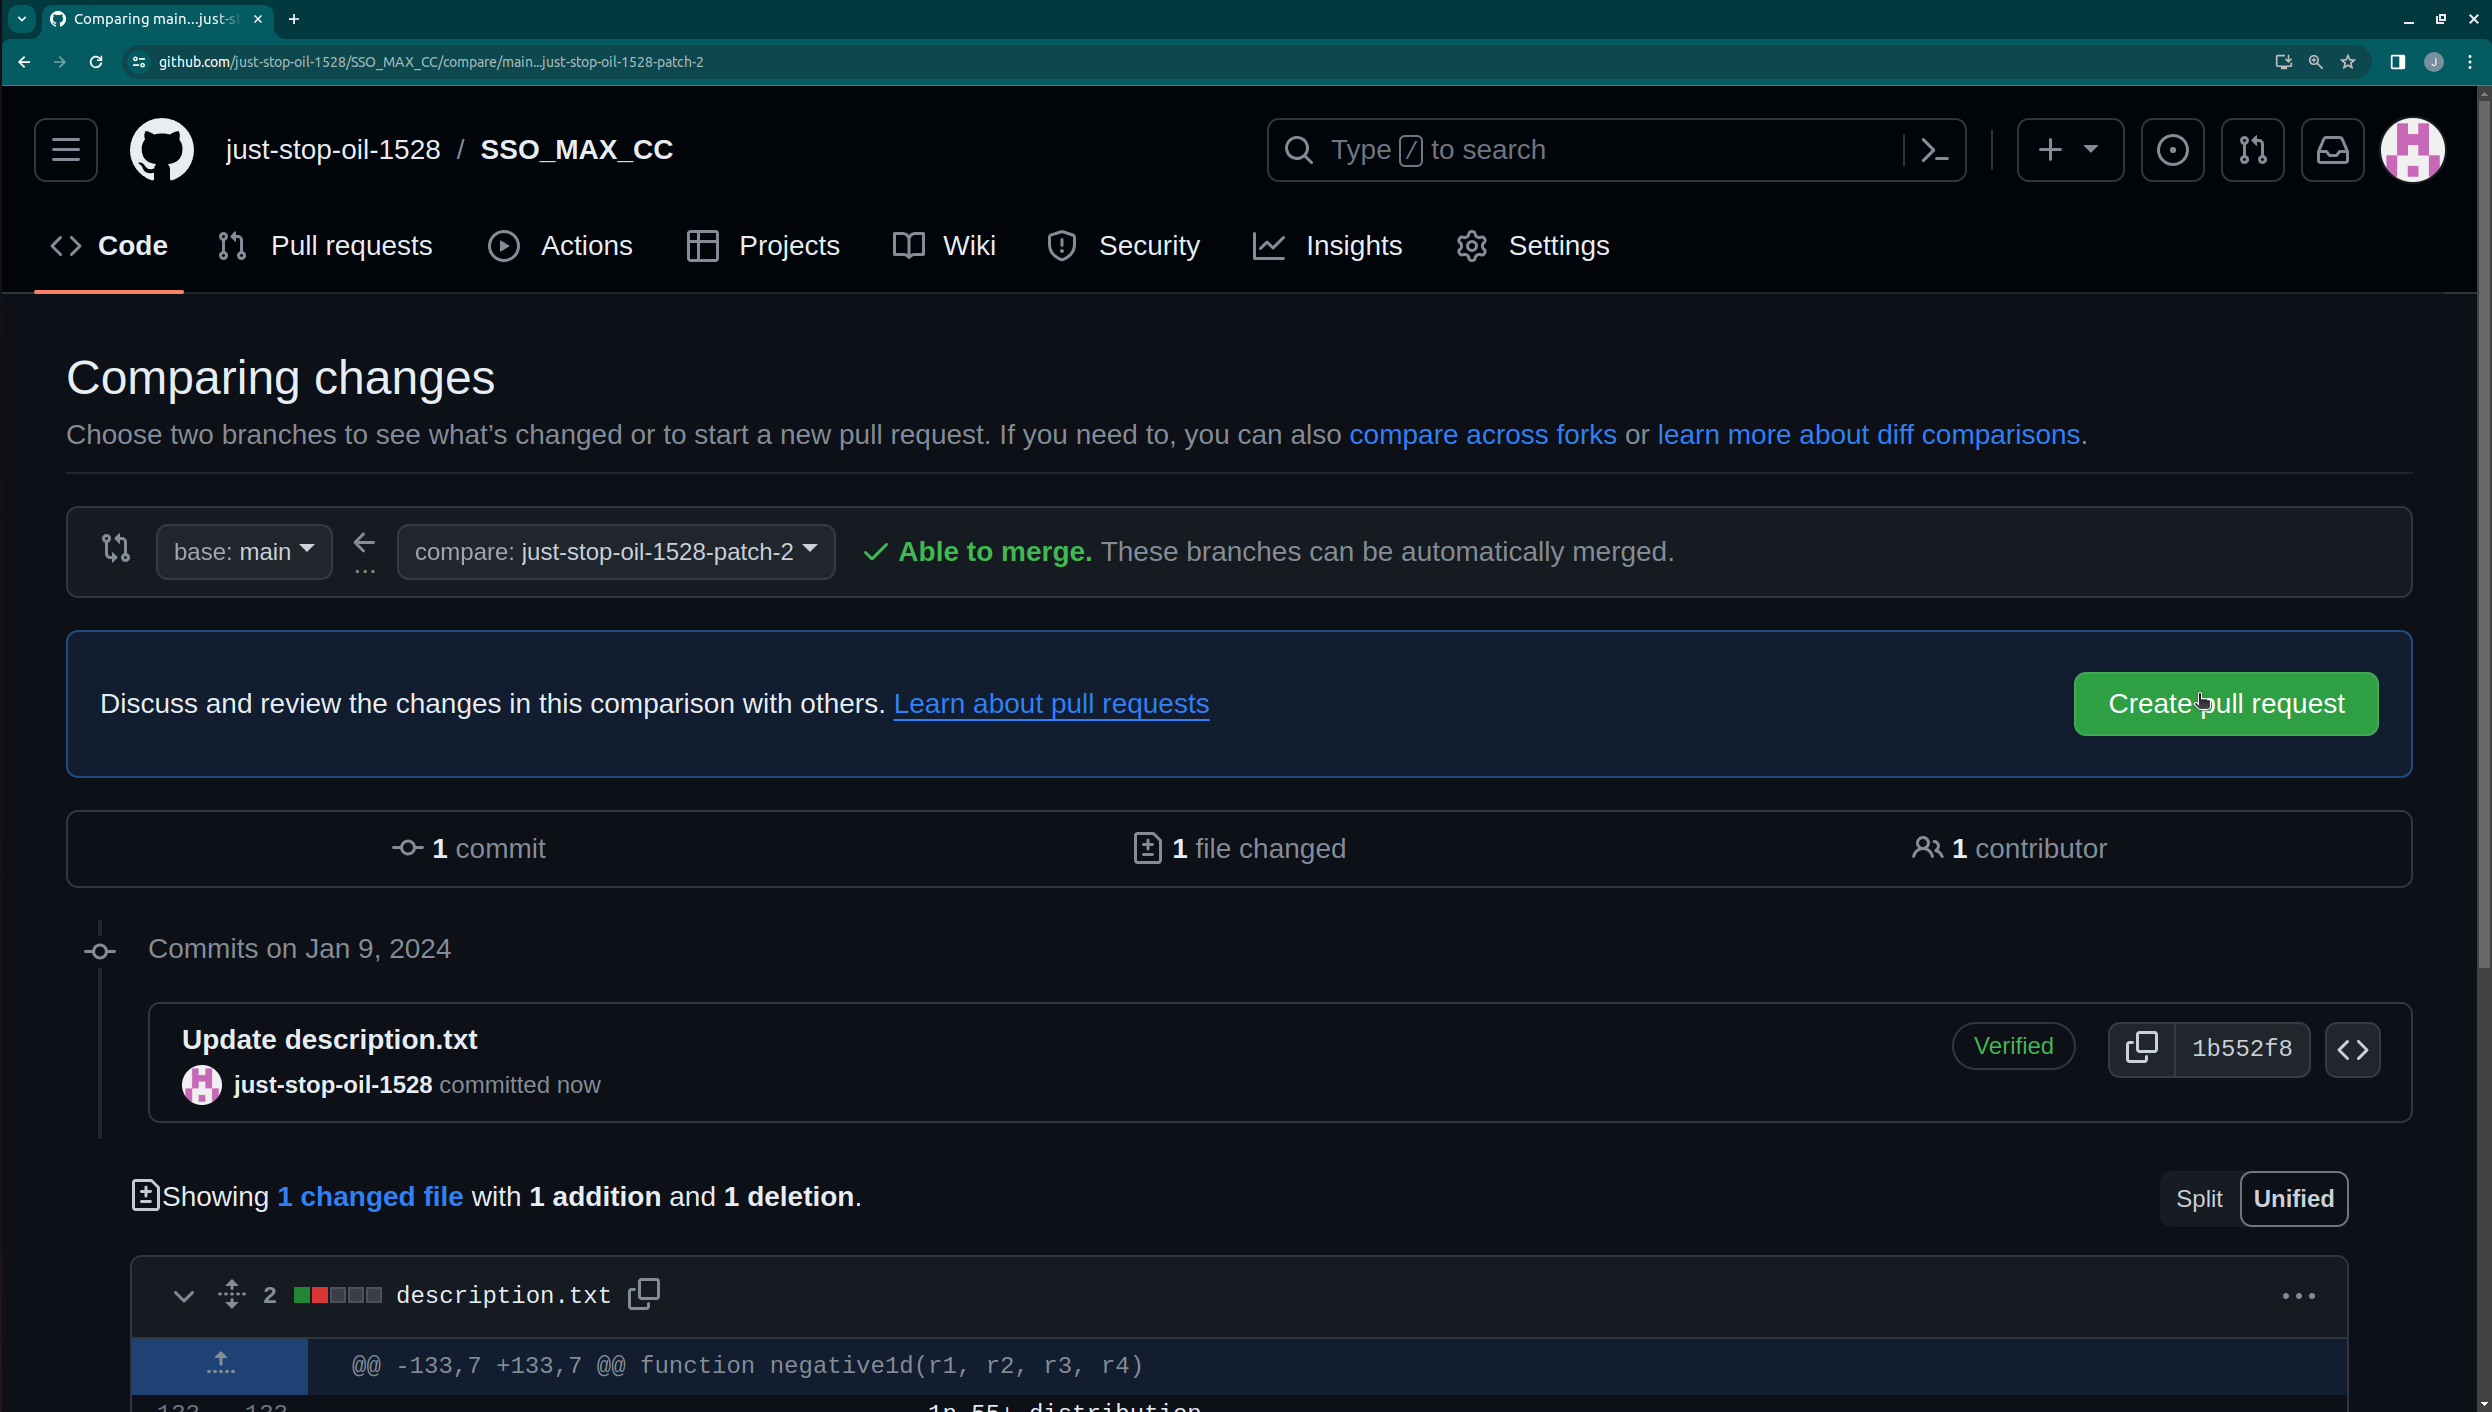 Comparing main...just-st
github.com/just-stop-oil-1528/SSO_MAX_CC/compare/main...just-stop-oil-1528-patch-2
J
just-stop-oil-1528 / SSO_MAX_CC
Type / to search
Code Pull requests Actions Projects Wiki Security Insights Settings
Comparing changes
Choose two branches to see what’s changed or to start a new pull request. If you need to, you can also compare across forks or learn more about diff comparisons.
base: main ... compare: just-stop-oil-1528-patch-2 Able to merge. These branches can be automatically merged.
Discuss and review the changes in this comparison with others. Learn about pull requests
Create pull request
1 commit 1 file changed 1 contributor
Commits on Jan 9, 2024
Update description.txt
Verified 1b552f8
just-stop-oil-1528 committed now
Showing 1 changed file with 1 addition and 1 deletion.
Split Unified
2 description.txt
@@ -133,7 +133,7 @@ function negative1d(r1, r2, r3, r4)
133 133 distribution